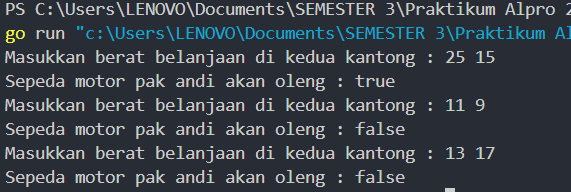 PS C:\Users\LENOVO\Documents\SEMESTER 3\Praktikum Alpro 2
go run "c:\Users\LENOVO\Documents\SEMESTER 3\Praktikum Al
Masukkan berat belanjaan di kedua kantong : 25 15
Sepeda motor pak andi akan oleng : true
Masukkan berat belanjaan di kedua kantong : 11 9
Sepeda motor pak andi akan oleng : false
Masukkan berat belanjaan di kedua kantong : 13 17
Sepeda motor pak andi akan oleng : false